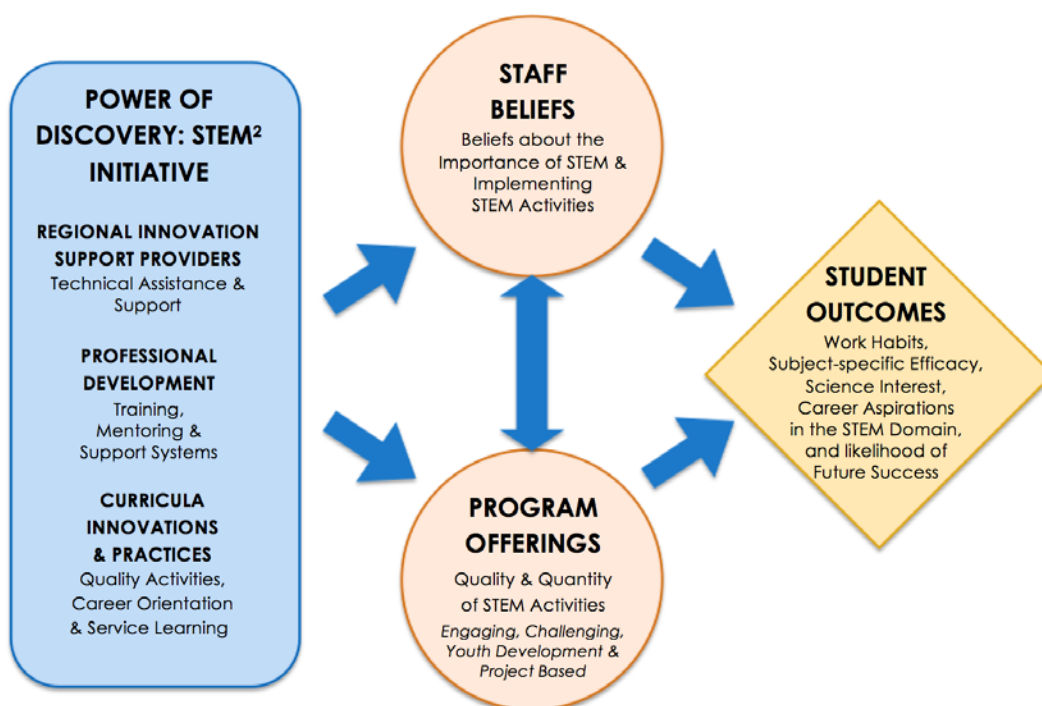 POWER OF
DISCOVERY: STEM²
INITIATIVE
REGIONAL INNOVATION
SUPPORT PROVIDERS
Technical Assistance &
Support
PROFESSIONAL
DEVELOPMENT
Training,
Mentoring &
Support Systems
CURRICULA
INNOVATIONS
& PRACTICES
Quality Activities,
Career Orientation
& Service Learning
STAFF
BELIEFS
Beliefs about the
Importance of STEM &
Implementing
STEM Activities
PROGRAM
OFFERINGS
Quality & Quantity
of STEM Activities
Engaging, Challenging,
Youth Development &
Project Based
STUDENT
OUTCOMES
Work Habits,
Subject-specific Efficacy,
Science Interest,
Career Aspirations
in the STEM Domain,
and likelihood of
Future Success